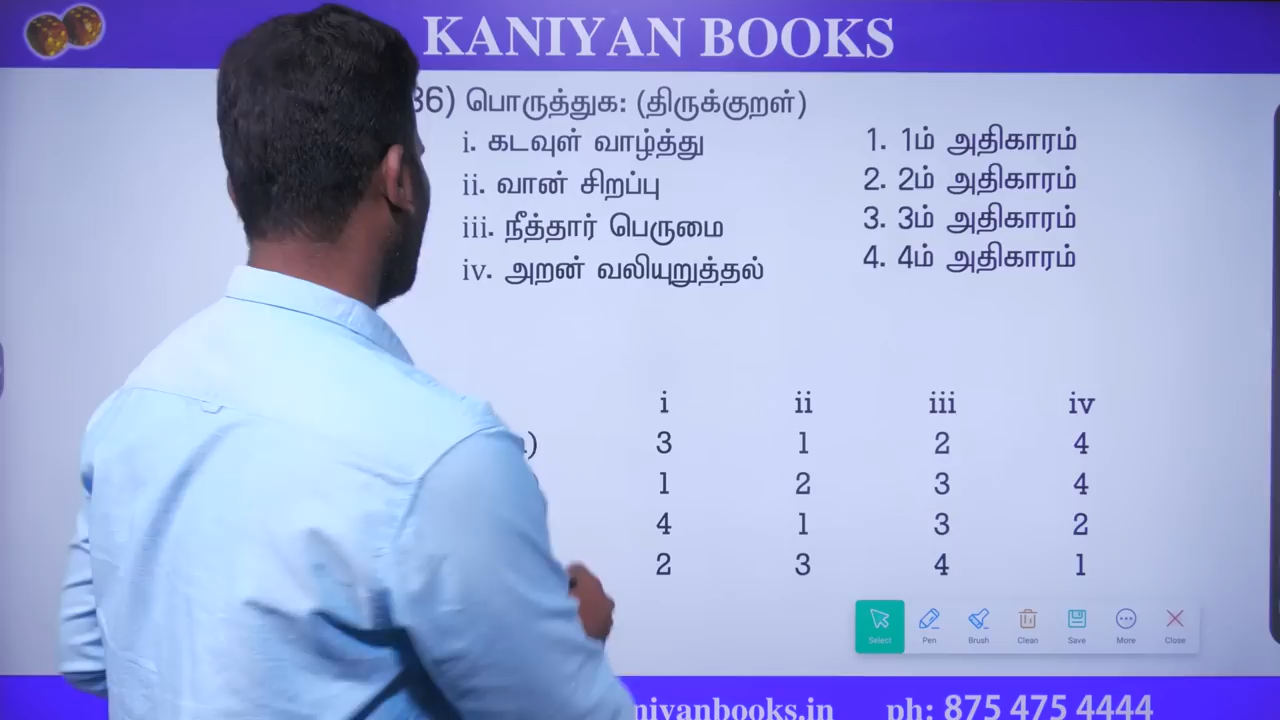 KANIYAN BOOKS
36) பொருத்துக: (திருக்குறள்)
i. கடவுள் வாழ்த்து 1. 1ம் அதிகாரம்
ii. வான் சிறப்பு 2. 2ம் அதிகாரம்
iii. நீத்தார் பெருமை 3. 3ம் அதிகாரம்
iv. அறன் வலியுறுத்தல் 4. 4ம் அதிகாரம்
i ii iii iv
3 1 2 4
1 2 3 4
4 1 3 2
2 3 4 1
Select Pen Brush Clean Save More Close
niyanbooks.in ph: 875 475 4444